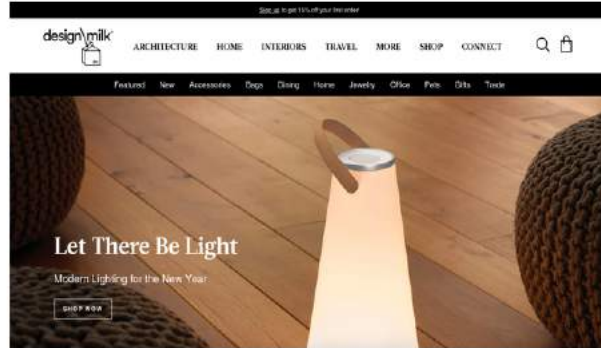 Sign up to get 15% off your first order!
design\milk
ARCHITECTURE HOME INTERIORS TRAVEL MORE SHOP CONNECT
Featured New Accessories Bags Dining Home Jewelry Office Pets Gifts Trade
Let There Be Light
Modern Lighting for the New Year
SHOP NOW